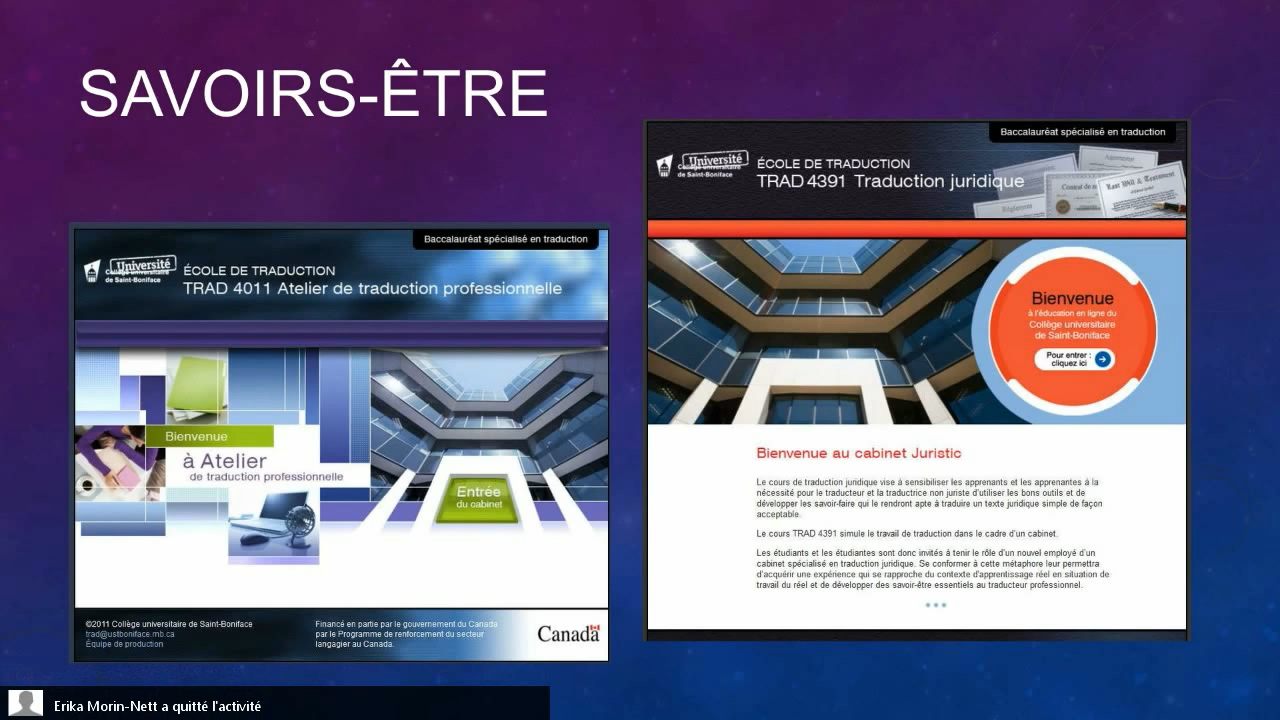 SAVOIRS-ÊTRE
Baccalauréat spécialisé en traduction
Université
Collège universitaire
de Saint-Boniface
ÉCOLE DE TRADUCTION
TRAD 4011 Atelier de traduction professionnelle
Bienvenue
à Atelier
de traduction professionnelle
Entrée
du cabinet
©2011 Collège universitaire de Saint-Boniface
trad@ustboniface.mb.ca
Équipe de production
Financé en partie par le gouvernement du Canada
par le Programme de renforcement du secteur
langagier au Canada.
Canada
Baccalauréat spécialisé en traduction
Université
Collège universitaire
de Saint-Boniface
ÉCOLE DE TRADUCTION
TRAD 4391 Traduction juridique
Last Will & Testament
Bienvenue
à l'éducation en ligne du
Collège universitaire
de Saint-Boniface
Pour entrer :
cliquez ici
Bienvenue au cabinet Juristic
Le cours de traduction juridique vise à sensibiliser les apprenants et les apprenantes à la
nécessité pour le traducteur et la traductrice non juriste d'utiliser les bons outils et de
développer les savoir-faire qui le rendront apte à traduire un texte juridique simple de façon
acceptable.
Le cours TRAD 4391 simule le travail de traduction dans le cadre d'un cabinet.
Les étudiants et les étudiantes sont donc invités à tenir le rôle d'un nouvel employé d'un
cabinet spécialisé en traduction juridique. Se conformer à cette métaphore leur permettra
d'acquérir une expérience qui se rapproche du contexte d'apprentissage réel en situation de
travail du réel et de développer des savoir-être essentiels au traducteur professionnel.
Erika Morin-Nett a quitté l'activité